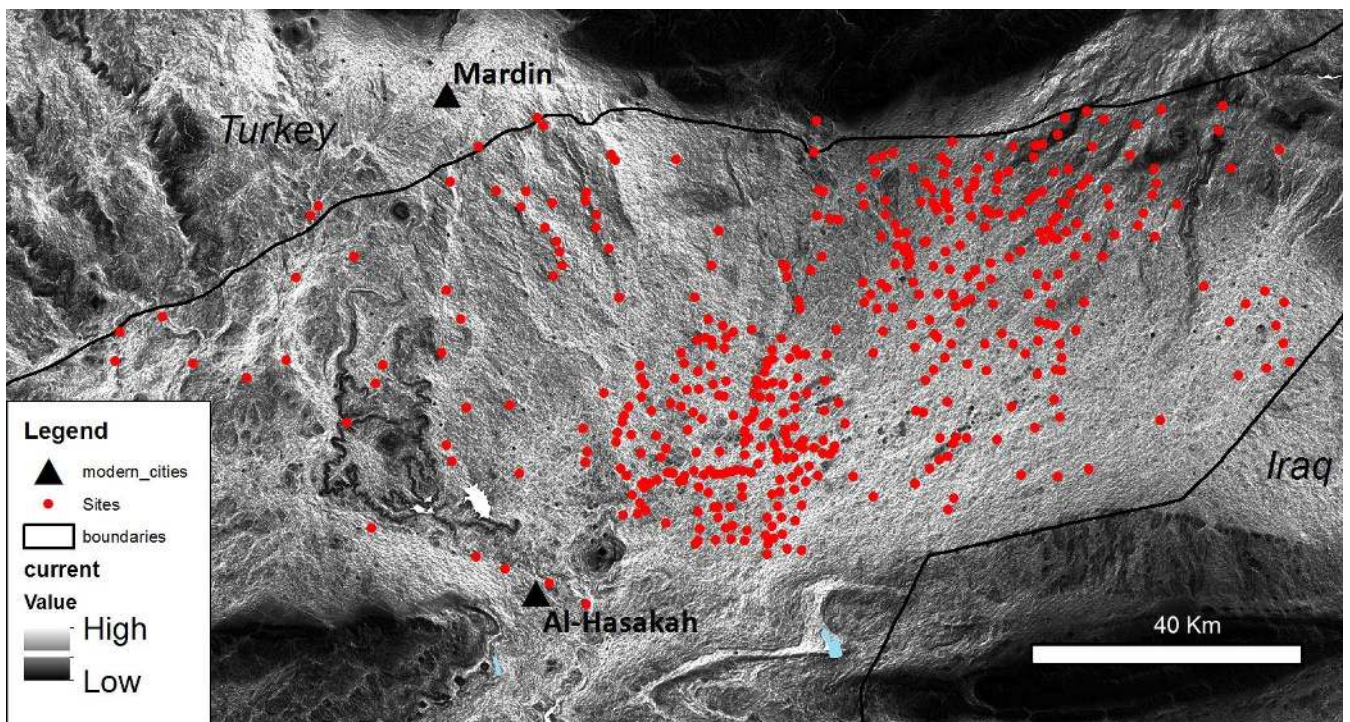 Mardin
Turkey
Iraq
Al-Hasakah
40 Km
Legend
modern_cities
Sites
boundaries
current
Value
High
Low